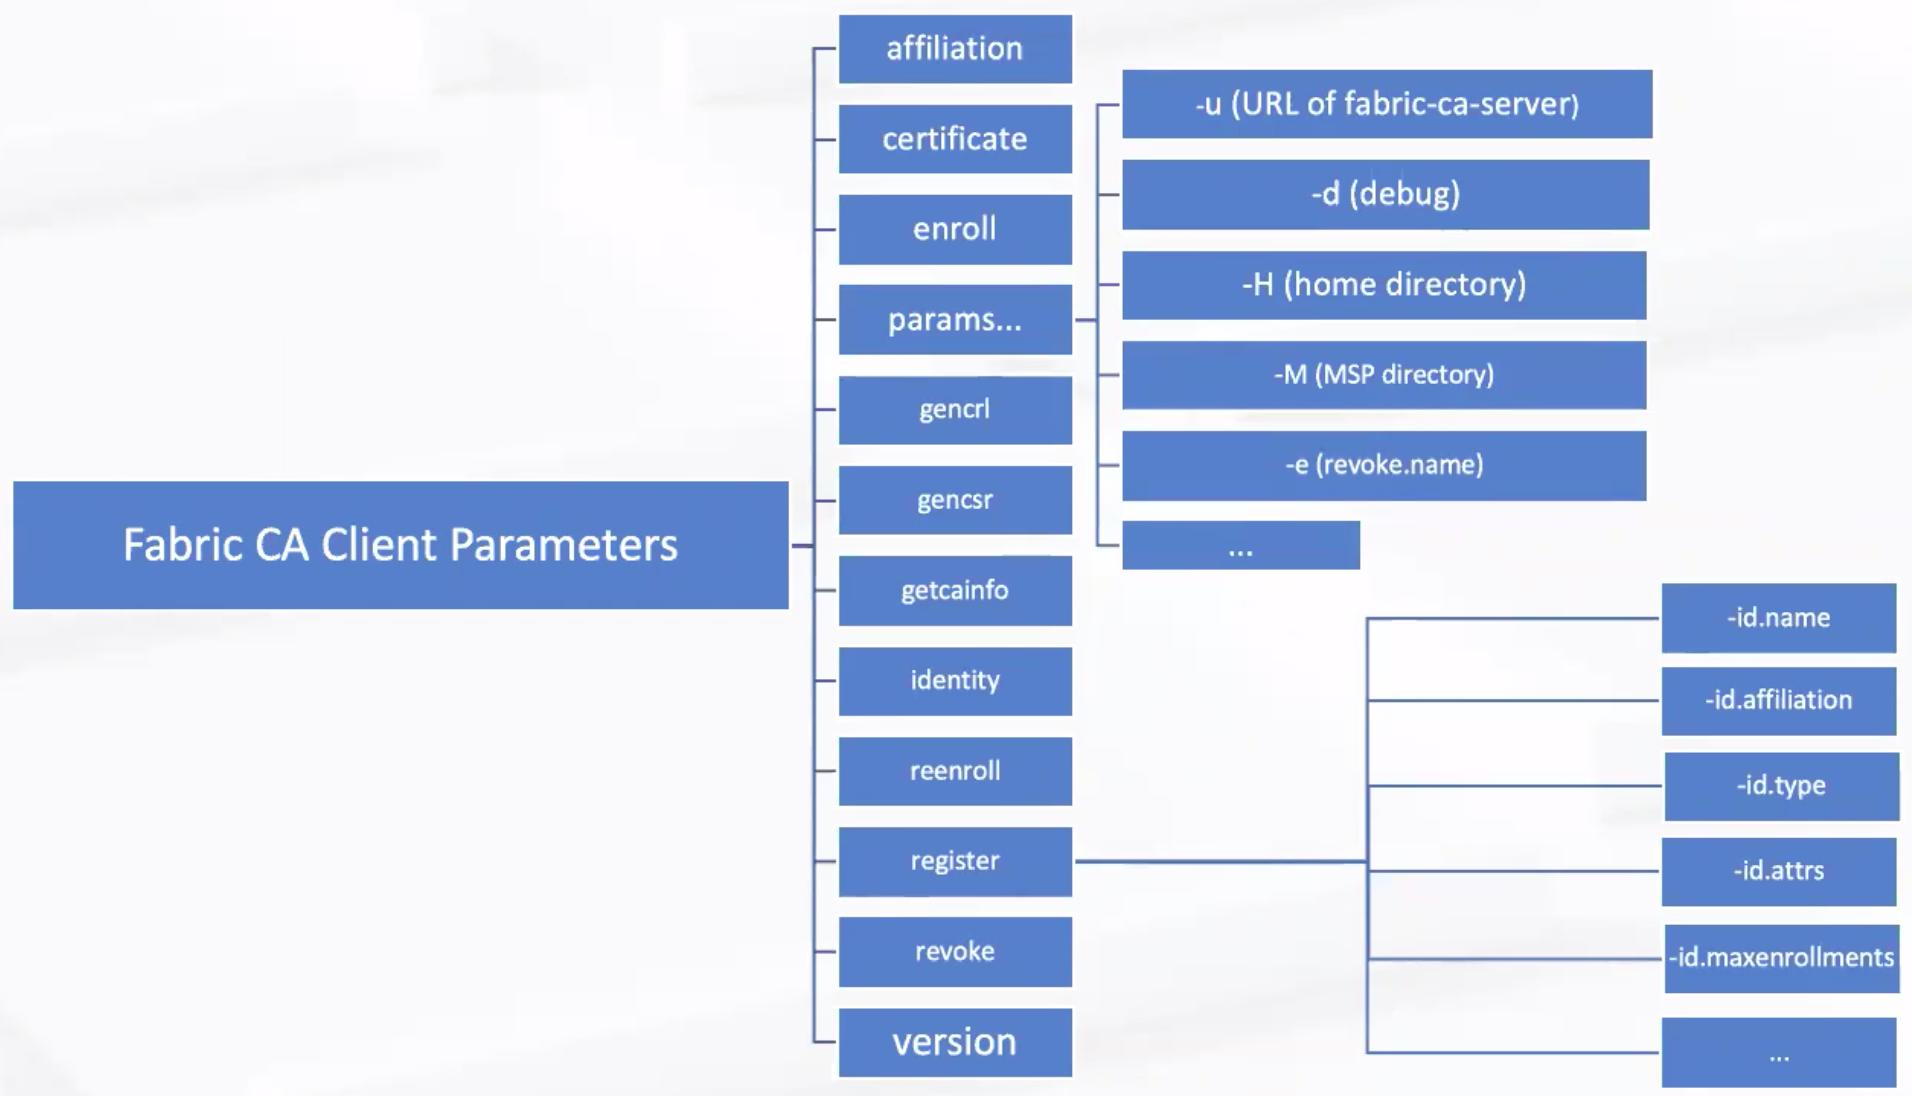 Fabric CA Client Parameters
affiliation
certificate
enroll
params...
gencrl
gencsr
getcainfo
identity
reenroll
register
revoke
version
-u (URL of fabric-ca-server)
-d (debug)
-H (home directory)
-M (MSP directory)
-e (revoke.name)
...
-id.name
-id.affiliation
-id.type
-id.attrs
-id.maxenrollments
...